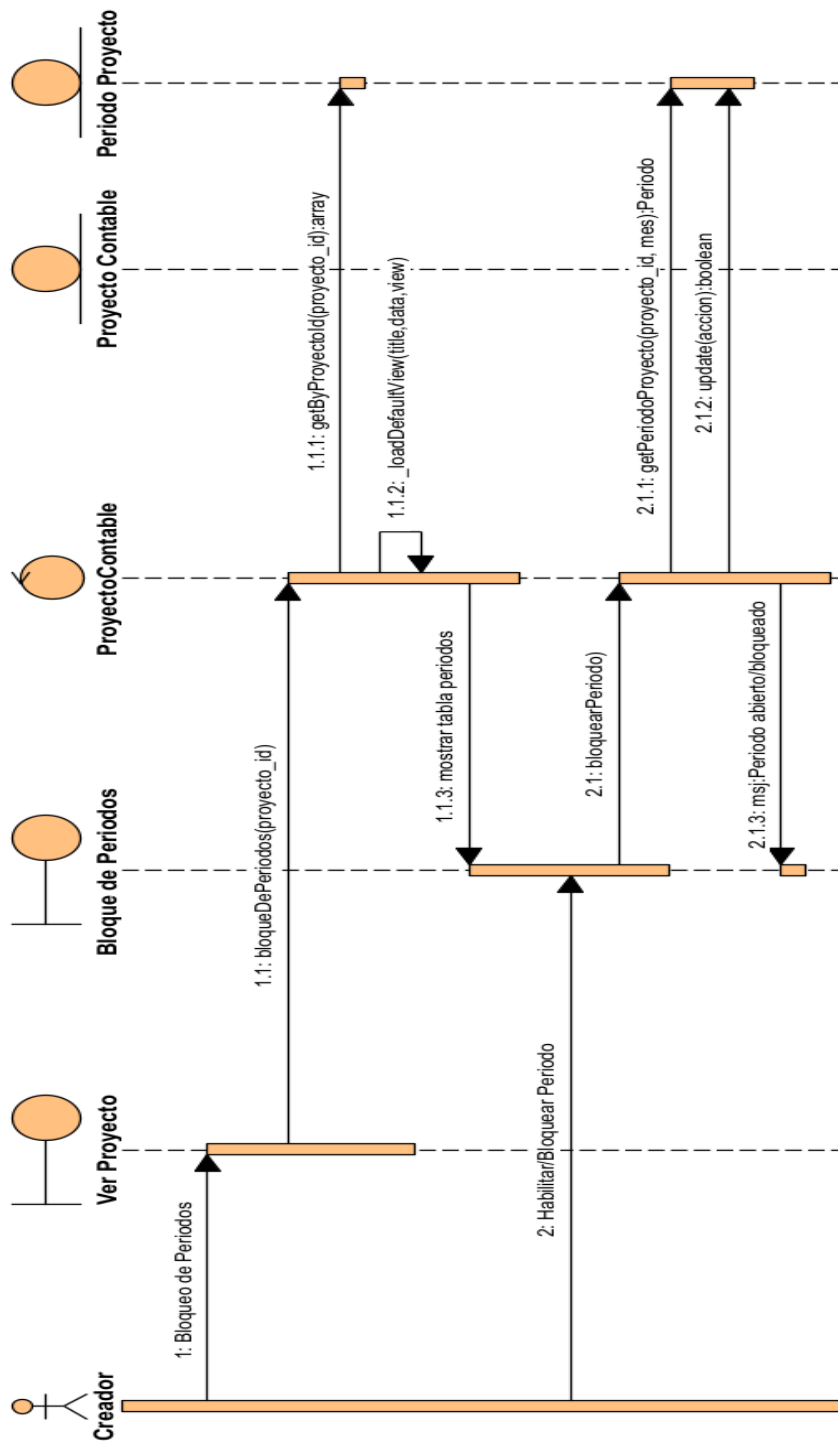 Creador
Ver Proyecto
Bloque de Periodos
ProyectoContable
Proyecto Contable
Periodo Proyecto
1: Bloqueo de Periodos
1.1: bloqueDePeriodos(proyecto_id)
1.1.1: getByProyectoId(proyecto_id):array
1.1.2: _loadDefaultView(title,data,view)
1.1.3: mostrar tabla periodos
2: Habilitar/Bloquear Periodo
2.1: bloquearPeriodo)
2.1.1: getPeriodoProyecto(proyecto_id, mes):Periodo
2.1.2: update(accion):boolean
2.1.3: msj:Periodo abierto/bloqueado